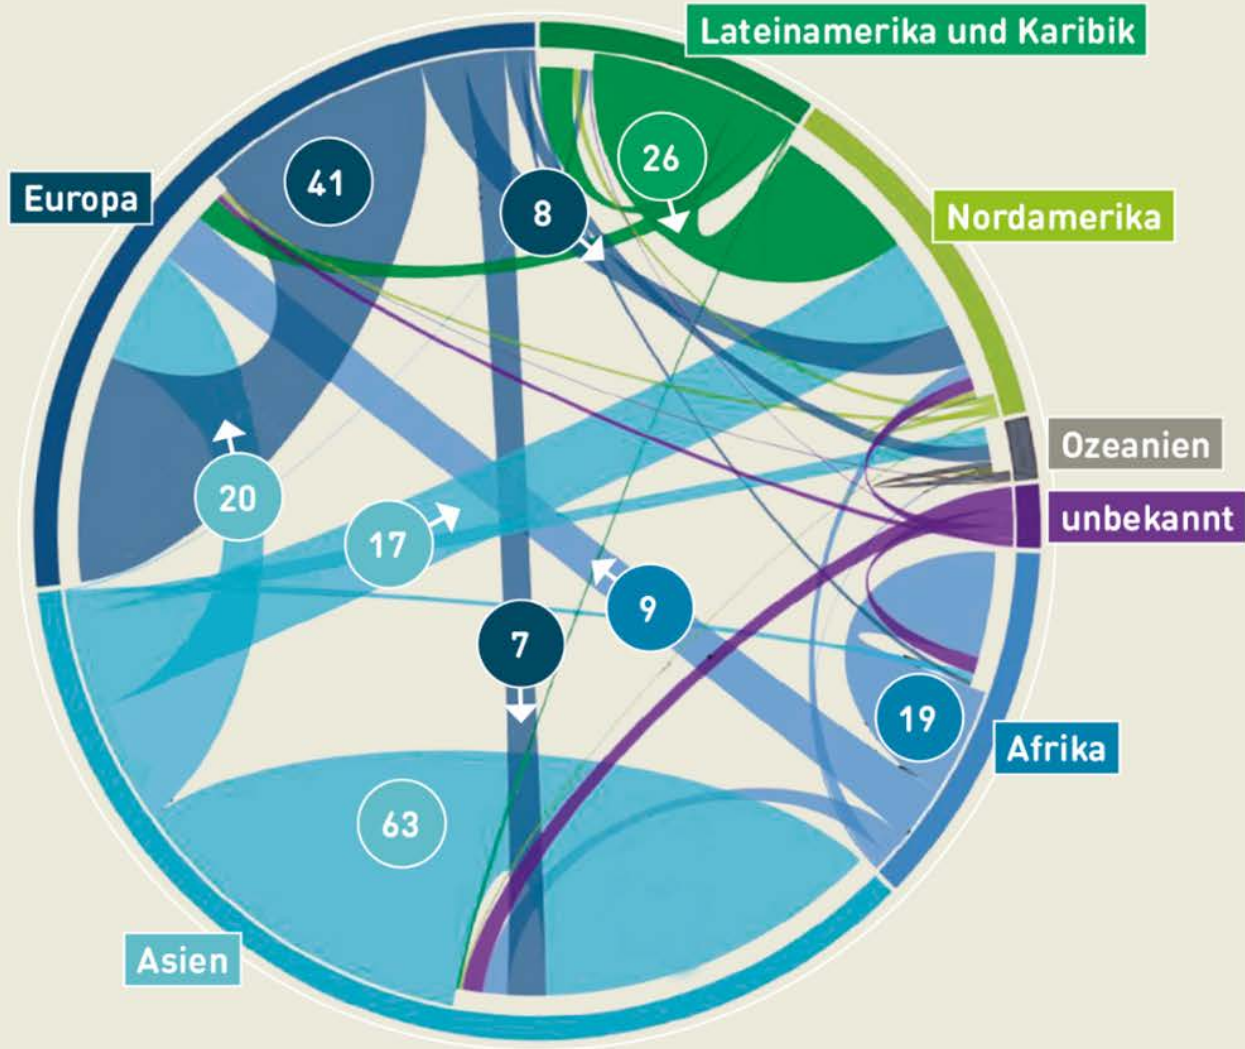 Lateinamerika und Karibik
41
26
Europa
8
Nordamerika
Ozeanien
20
unbekannt
17
9
7
19
Afrika
63
Asien